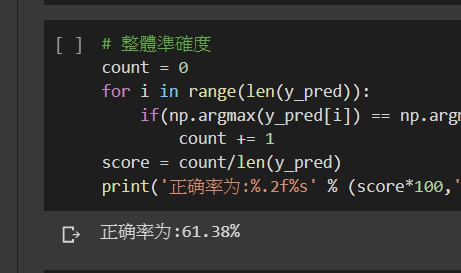 [ ] # 整體準確度
count = 0
for i in range(len(y_pred)):
if(np.argmax(y_pred[i]) == np.arg
count += 1
score = count/len(y_pred)
print('正确率为:%.2f%s' % (score*100,'
正确率为:61.38%